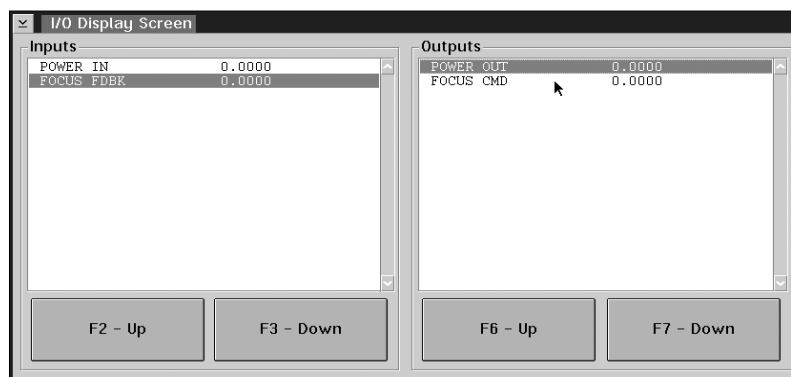 I/O Display Screen
Inputs
POWER IN 0.0000
FOCUS FDBK 0.0000
F2 - Up
F3 - Down
Outputs
POWER OUT 0.0000
FOCUS CMD 0.0000
F6 - Up
F7 - Down